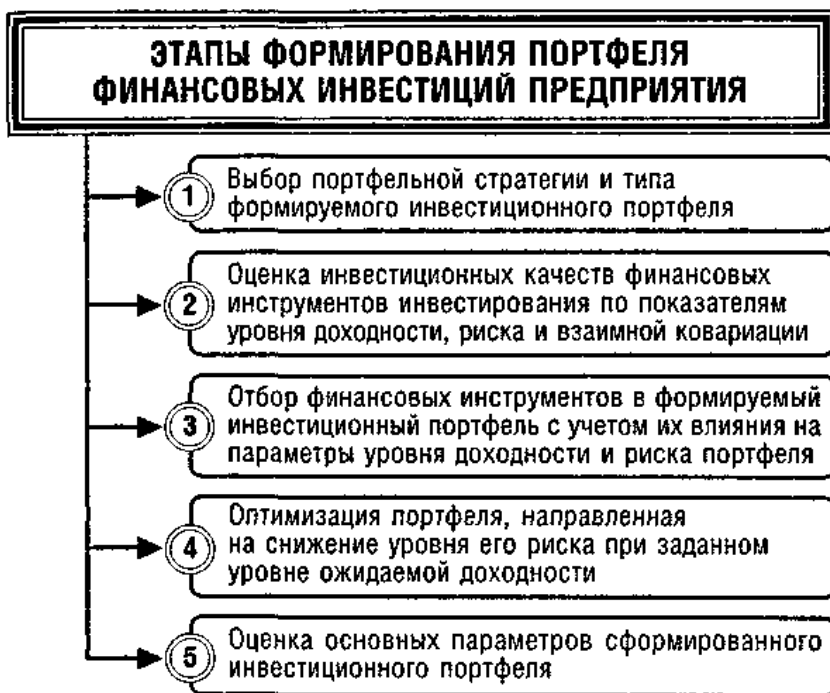 ЭТАПЫ ФОРМИРОВАНИЯ ПОРТФЕЛЯ
ФИНАНСОВЫХ ИНВЕСТИЦИЙ ПРЕДПРИЯТИЯ
1
Выбор портфельной стратегии и типа
формируемого инвестиционного портфеля
2
Оценка инвестиционных качеств финансовых
инструментов инвестирования по показателям
уровня доходности, риска и взаимной ковариации
3
Отбор финансовых инструментов в формируемый
инвестиционный портфель с учетом их влияния на
параметры уровня доходности и риска портфеля
4
Оптимизация портфеля, направленная
на снижение уровня его риска при заданном
уровне ожидаемой доходности
5
Оценка основных параметров сформированного
инвестиционного портфеля